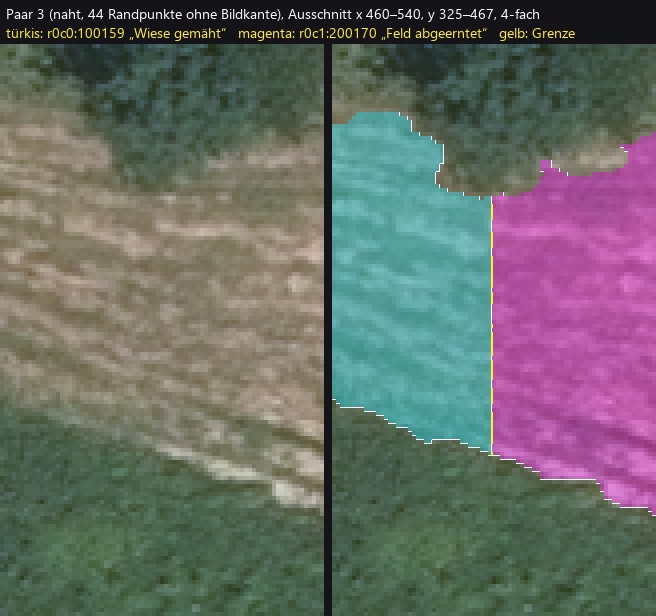 Paar 3 (naht, 44 Randpunkte ohne Bildkante), Ausschnitt x 460–540, y 325–467, 4-fach
türkis: r0c0:100159 „Wiese gemäht“ magenta: r0c1:200170 „Feld abgeerntet“ gelb: Grenze